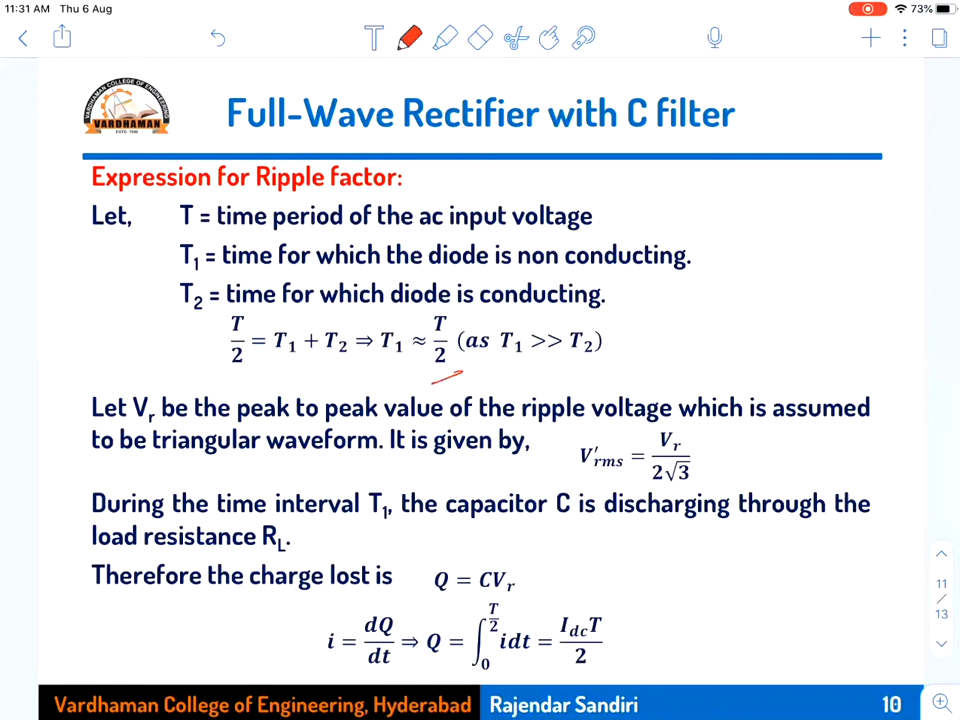 11:31 AM Thu 6 Aug
73%
VARDHAMAN COLLEGE OF ENGINEERING
VARDHAMAN
ESTD. 1999
Full-Wave Rectifier with C filter
Expression for Ripple factor:
Let, T = time period of the ac input voltage
T₁ = time for which the diode is non conducting.
T₂ = time for which diode is conducting.
T/2 = T₁ + T₂ ⇒ T₁ ≈ T/2 (as T₁ >> T₂)
Let Vᵣ be the peak to peak value of the ripple voltage which is assumed
to be triangular waveform. It is given by, V′rms = Vᵣ/2√3
During the time interval T₁, the capacitor C is discharging through the
load resistance R_L.
Therefore the charge lost is Q = CVᵣ
i = dQ/dt ⇒ Q = ∫₀^(T/2) idt = I_dc T/2
11
/
13
Vardhaman College of Engineering, Hyderabad Rajendar Sandiri 10